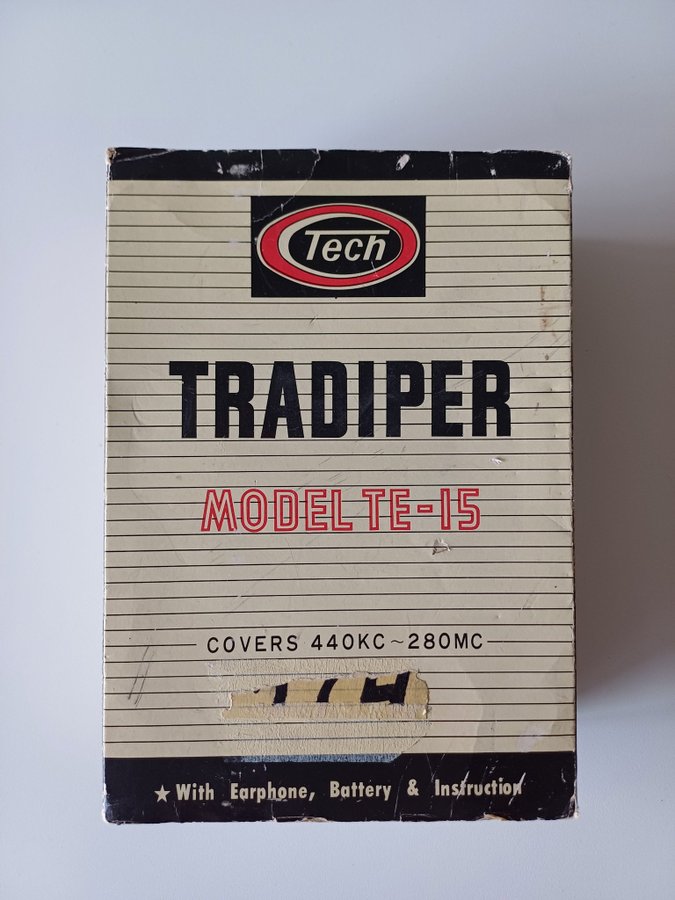 Tech
TRADIPER
MODEL TE-15
COVERS 440KC~280MC
★ With Earphone, Battery & Instruction